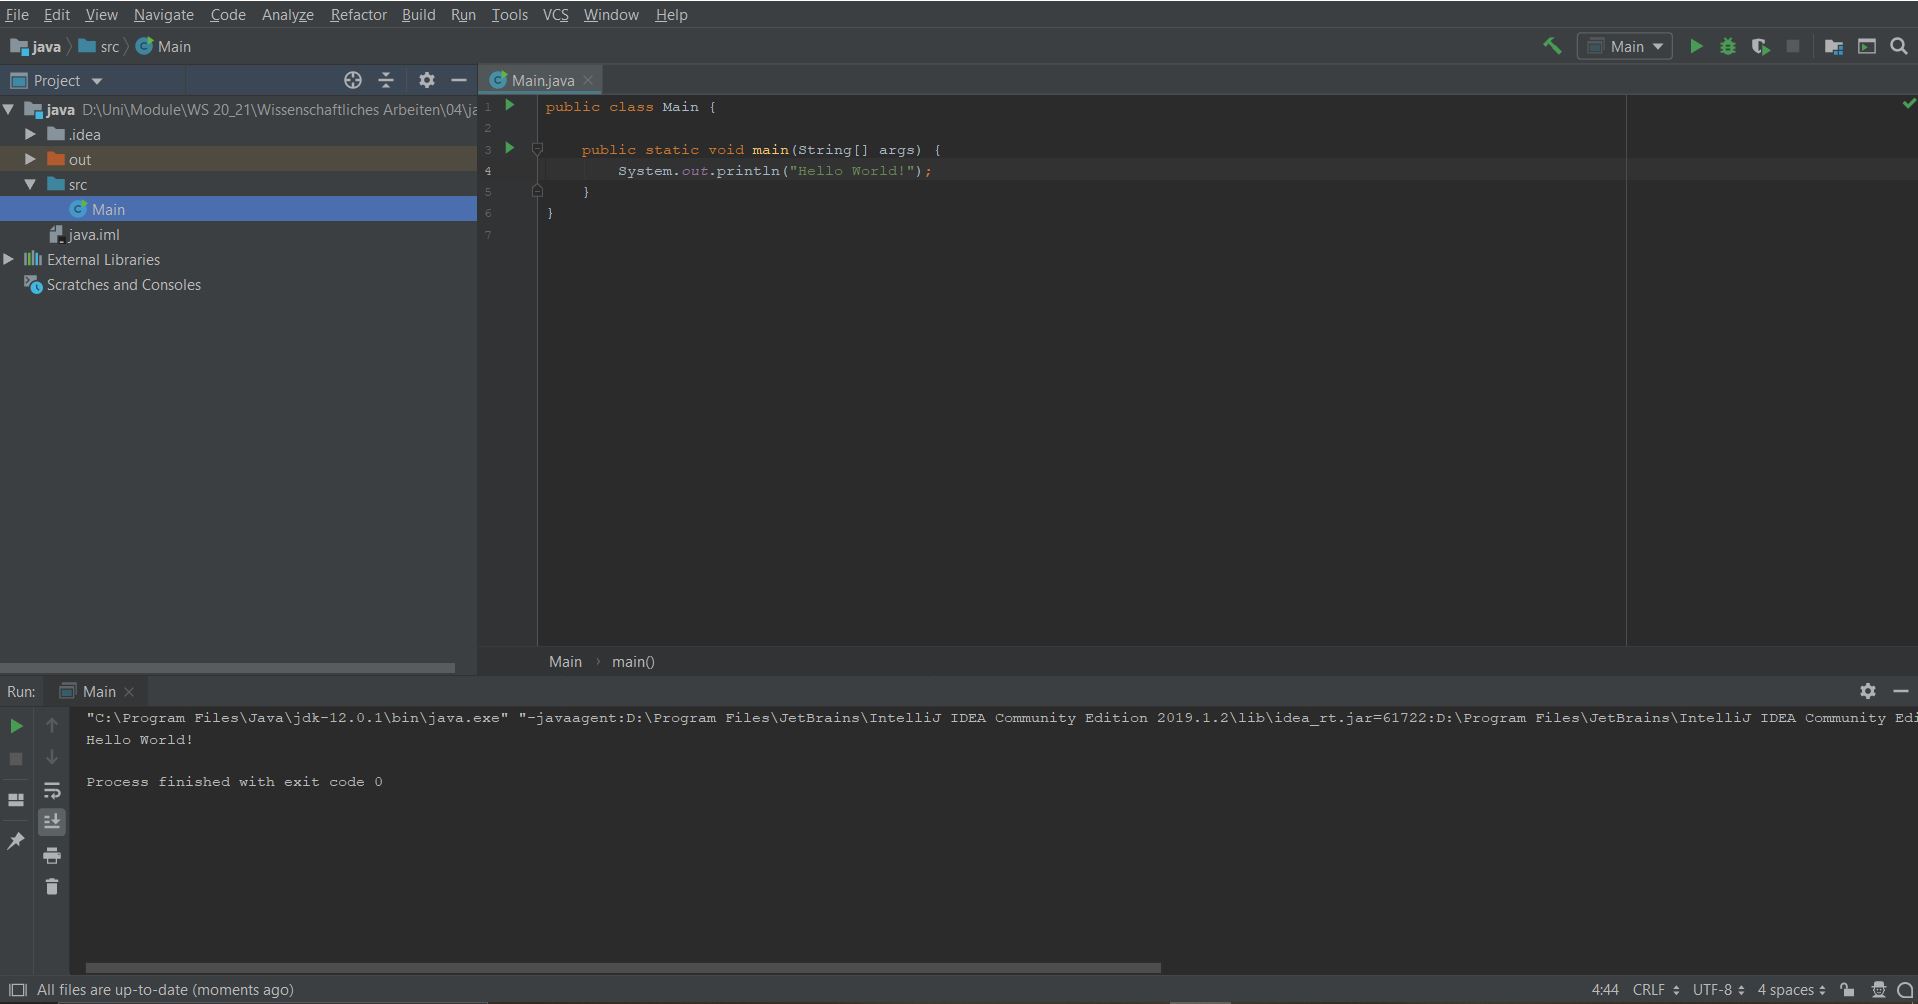 File Edit View Navigate Code Analyze Refactor Build Run Tools VCS Window Help
java src Main
Main
Project
Main.java
java D:\Uni\Module\WS 20_21\Wissenschaftliches Arbeiten\04\ja
.idea
out
src
Main
java.iml
External Libraries
Scratches and Consoles
1 public class Main {
2
3 public static void main(String[] args) {
4 System.out.println("Hello World!");
5 }
6 }
7
Main main()
Run: Main
"C:\Program Files\Java\jdk-12.0.1\bin\java.exe" "-javaagent:D:\Program Files\JetBrains\IntelliJ IDEA Community Edition 2019.1.2\lib\idea_rt.jar=61722:D:\Program Files\JetBrains\IntelliJ IDEA Community Edi
Hello World!
Process finished with exit code 0
All files are up-to-date (moments ago)
4:44 CRLF UTF-8 4 spaces